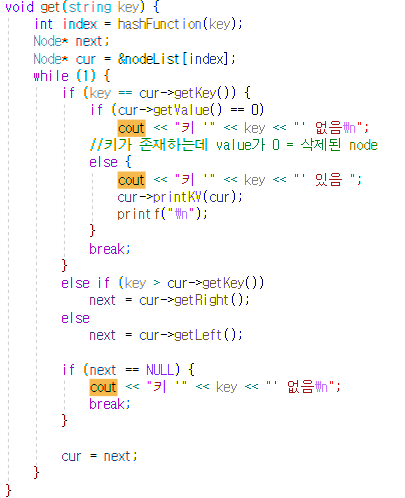 void get(string key) {
    int index = hashFunction(key);
    Node* next;
    Node* cur = &nodeList[index];
    while (1) {
        if (key == cur->getKey()) {
            if (cur->getValue() == 0)
                cout << "키 '" << key << "' 없음₩n";
            //키가 존재하는데 value가 0 = 삭제된 node
            else {
                cout << "키 '" << key << "' 있음 ";
                cur->printKV(cur);
                printf("₩n");
            }
            break;
        }
        else if (key > cur->getKey())
            next = cur->getRight();
        else
            next = cur->getLeft();

        if (next == NULL) {
            cout << "키 '" << key << "' 없음₩n";
            break;
        }

        cur = next;
    }
}